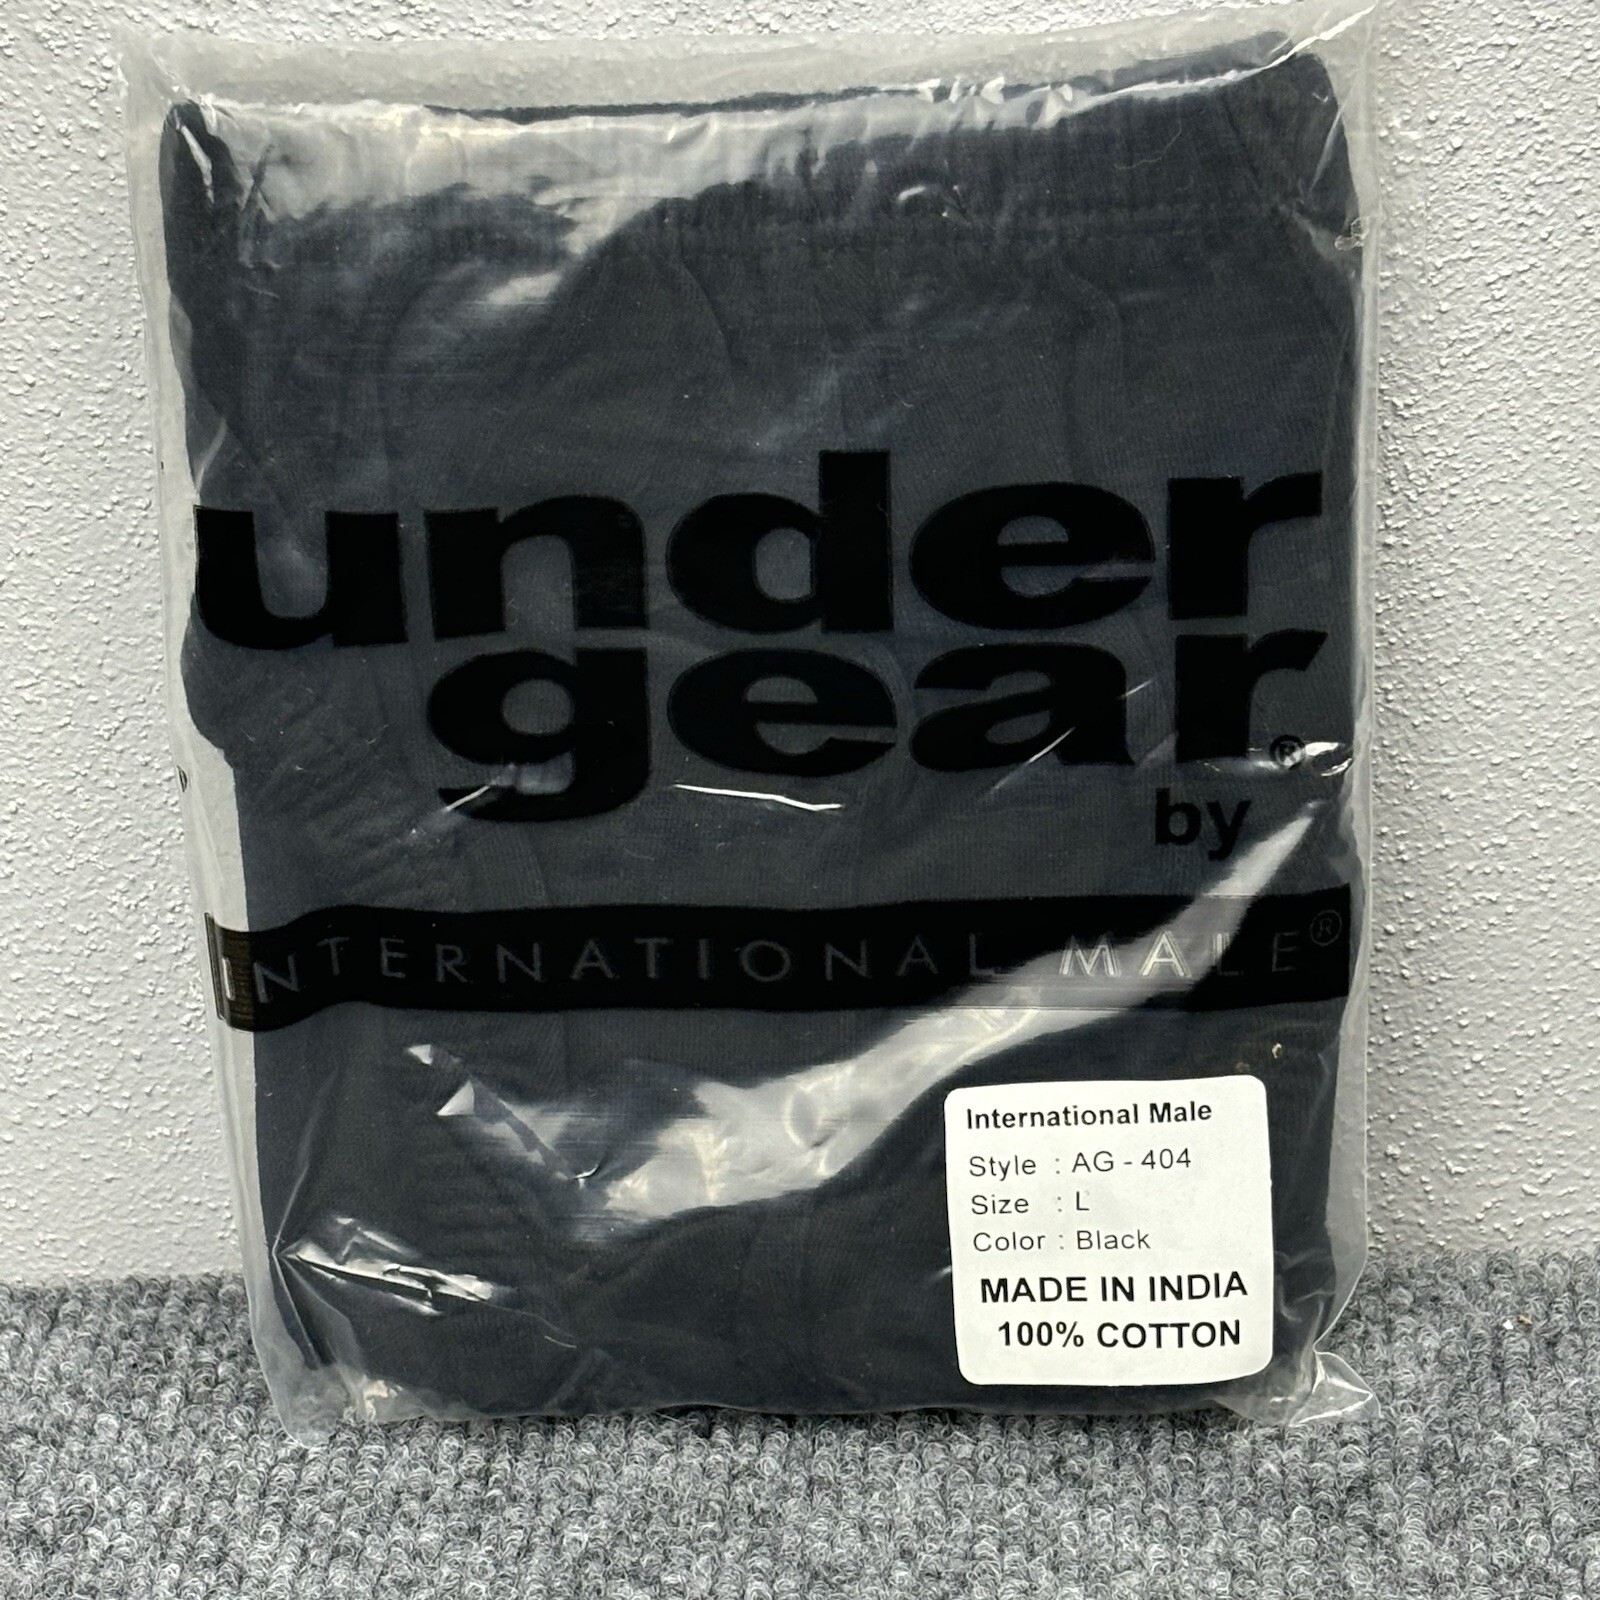 under
gear®
by
INTERNATIONAL MALE®
International Male
Style : AG - 404
Size : L
Color : Black
MADE IN INDIA
100% COTTON